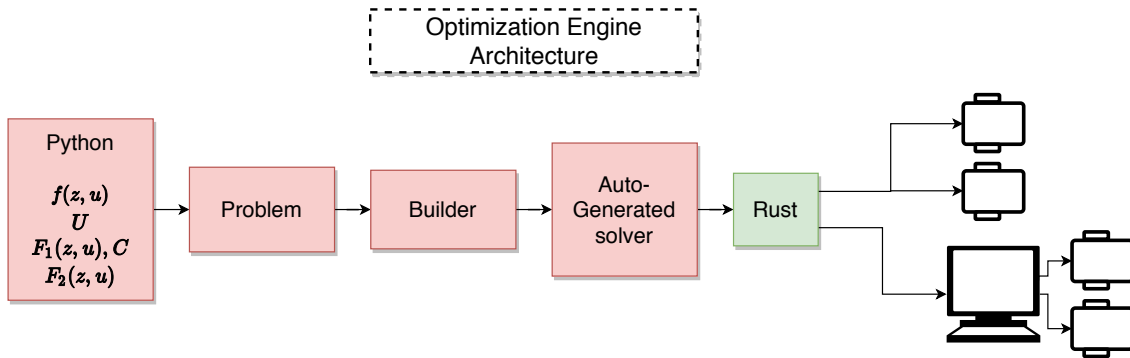 Optimization Engine
Architecture
Python
f(z, u)
U
F₁(z, u), C
F₂(z, u)
Problem
Builder
Auto-
Generated
solver
Rust